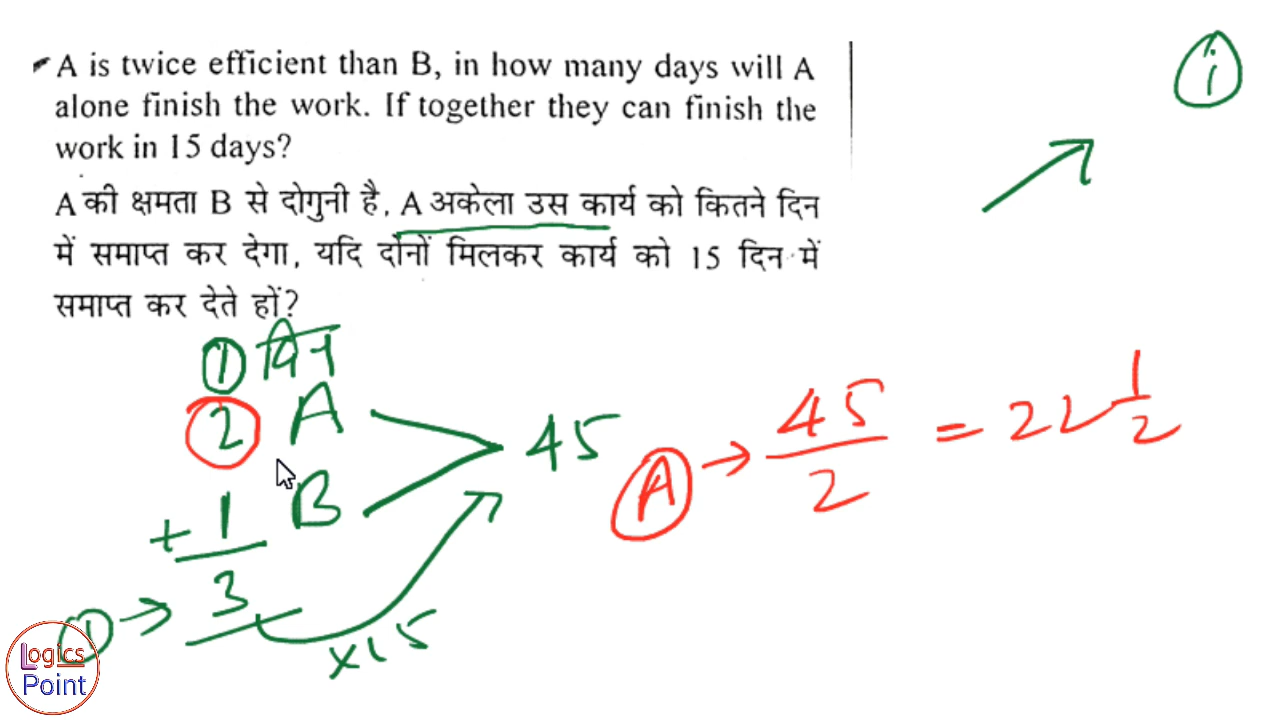 A is twice efficient than B, in how many days will A
alone finish the work. If together they can finish the
work in 15 days?
A की क्षमता B से दोगुनी है, A अकेला उस कार्य को कितने दिन
में समाप्त कर देगा, यदि दोनों मिलकर कार्य को 15 दिन में
समाप्त कर देते हों?
1 दिन
2 A
45
+ 1 B
1 → 3
×15
A → 45/2 = 22 1/2
Logics
Point